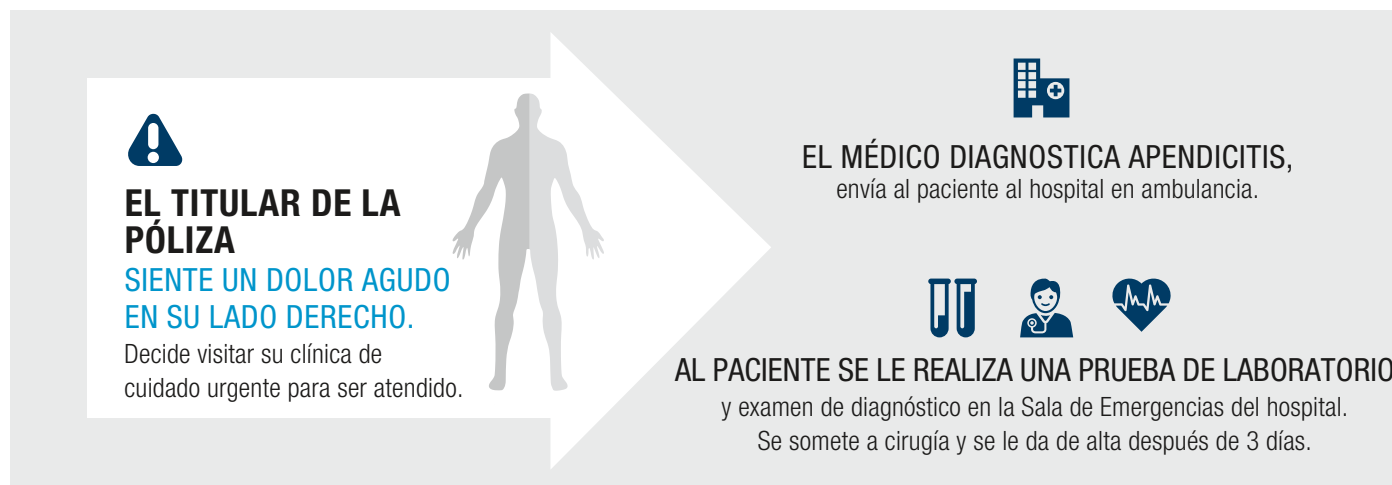 EL TITULAR DE LA
PÓLIZA
SIENTE UN DOLOR AGUDO
EN SU LADO DERECHO.
Decide visitar su clínica de
cuidado urgente para ser atendido.
EL MÉDICO DIAGNOSTICA APENDICITIS,
envía al paciente al hospital en ambulancia.
AL PACIENTE SE LE REALIZA UNA PRUEBA DE LABORATORIO
y examen de diagnóstico en la Sala de Emergencias del hospital.
Se somete a cirugía y se le da de alta después de 3 días.